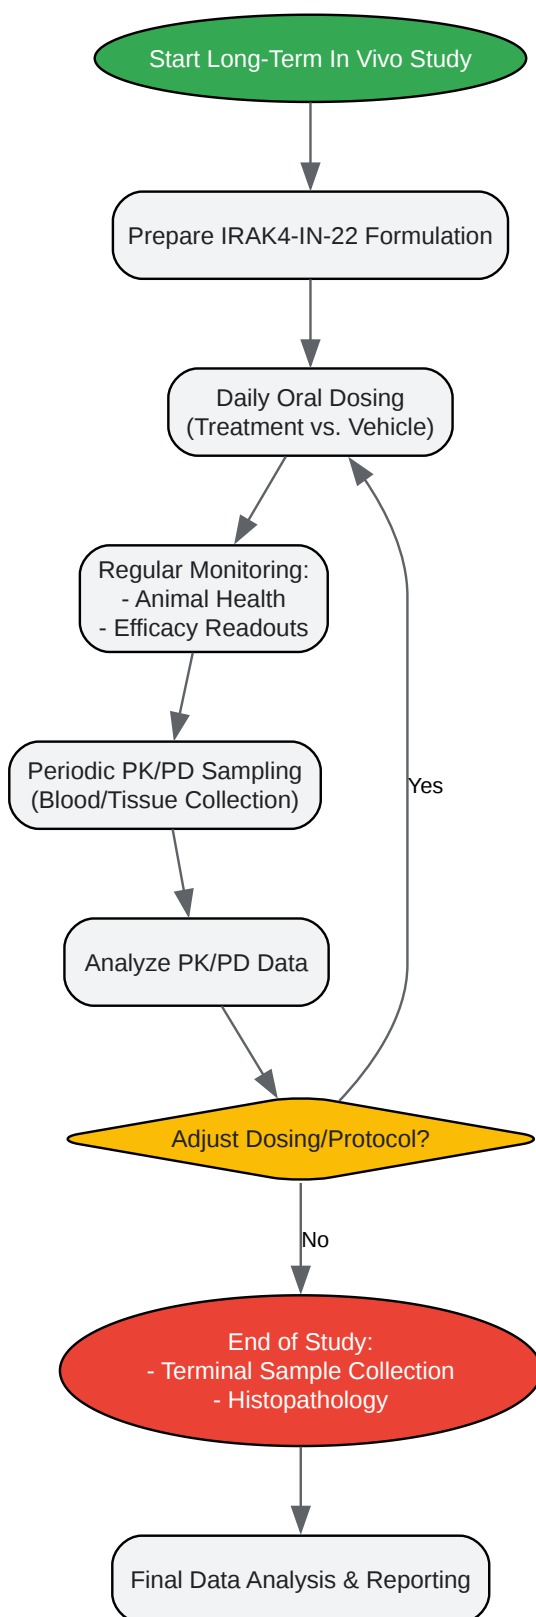 Start Long-Term In Vivo Study
Prepare IRAK4-IN-22 Formulation
Daily Oral Dosing
(Treatment vs. Vehicle)
Regular Monitoring:
- Animal Health
- Efficacy Readouts
Periodic PK/PD Sampling
(Blood/Tissue Collection)
Yes
Analyze PK/PD Data
Adjust Dosing/Protocol?
No
End of Study:
- Terminal Sample Collection
- Histopathology
Final Data Analysis & Reporting